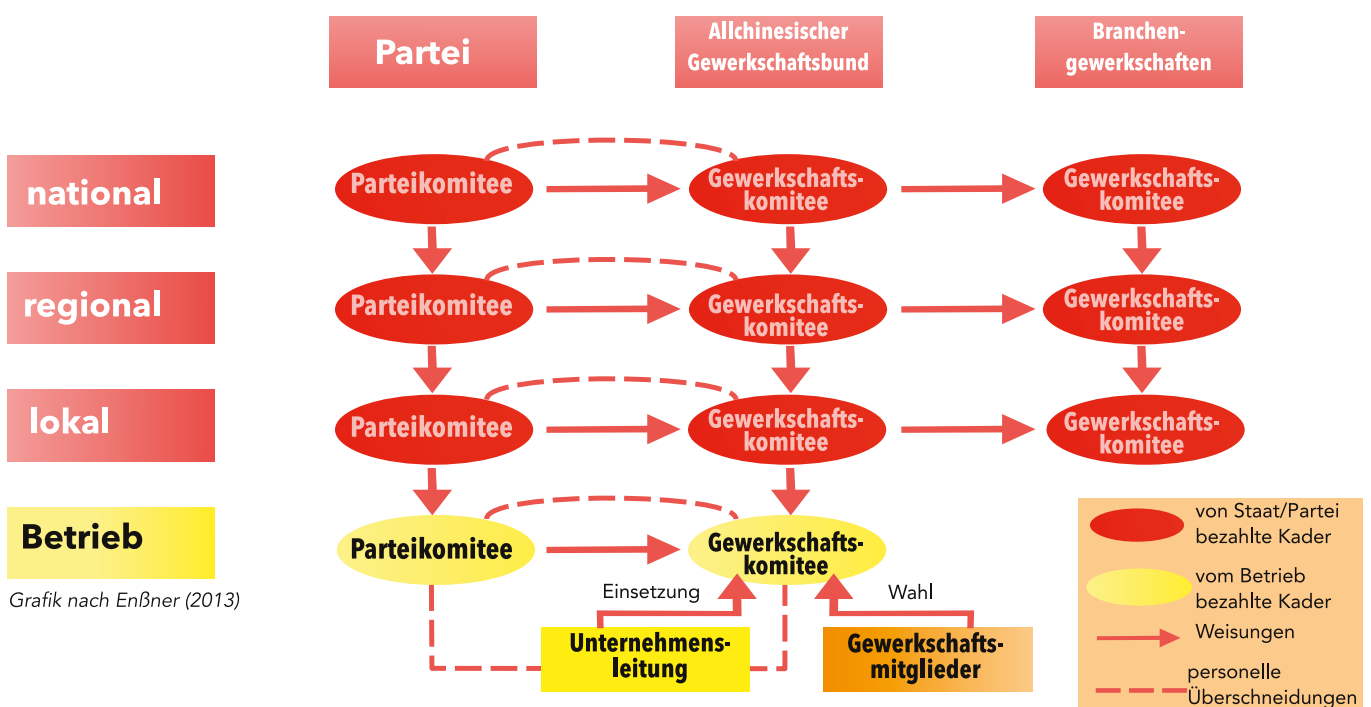 Partei
Allchinesischer
Gewerkschaftsbund
Branchen-
gewerkschaften
national
Parteikomitee
Gewerkschafts-
komitee
Gewerkschafts-
komitee
regional
Parteikomitee
Gewerkschafts-
komitee
Gewerkschafts-
komitee
lokal
Parteikomitee
Gewerkschafts-
komitee
Gewerkschafts-
komitee
Betrieb
Parteikomitee
Gewerkschafts-
komitee
Grafik nach Enßner (2013)
Einsetzung
Wahl
Unternehmens-
leitung
Gewerkschafts-
mitglieder
von Staat/Partei
bezahlte Kader
vom Betrieb
bezahlte Kader
Weisungen
personelle
Überschneidungen